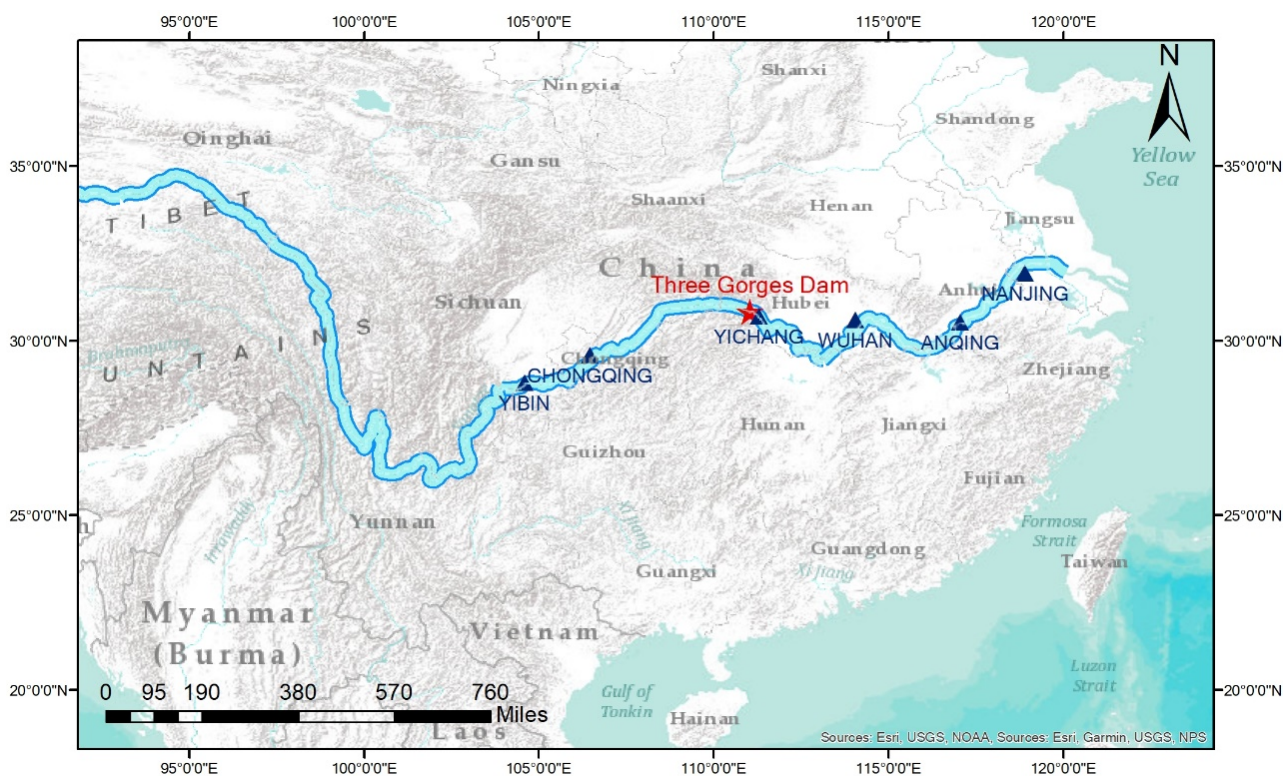 95°0'0"E 100°0'0"E 105°0'0"E 110°0'0"E 115°0'0"E 120°0'0"E
N
Ningxia
Shanxi
Shandong
Qinghai
Gansu
Yellow
Sea
35°0'0"N
35°0'0"N
TIBET
Shaanxi
Henan
Jiangsu
China
Three Gorges Dam
Hubei
Anhui
NANJING
Sichuan
YICHANG
WUHAN
ANQING
30°0'0"N
30°0'0"N
UNTAINS
Chongqing
CHONGQING
YIBIN
Zhejiang
Hunan
Jiangxi
Guizhou
Fujian
Yunnan
25°0'0"N
25°0'0"N
Irrawaddy
Xi Jiang
Formosa
Strait
Taiwan
Guangdong
Guangxi
Xi Jiang
Myanmar
(Burma)
Vietnam
20°0'0"N
20°0'0"N
0 95 190 380 570 760
Miles
Gulf of
Tonkin
Luzon
Strait
Hainan
Laos
Sources: Esri, USGS, NOAA, Sources: Esri, Garmin, USGS, NPS
95°0'0"E 100°0'0"E 105°0'0"E 110°0'0"E 115°0'0"E 120°0'0"E